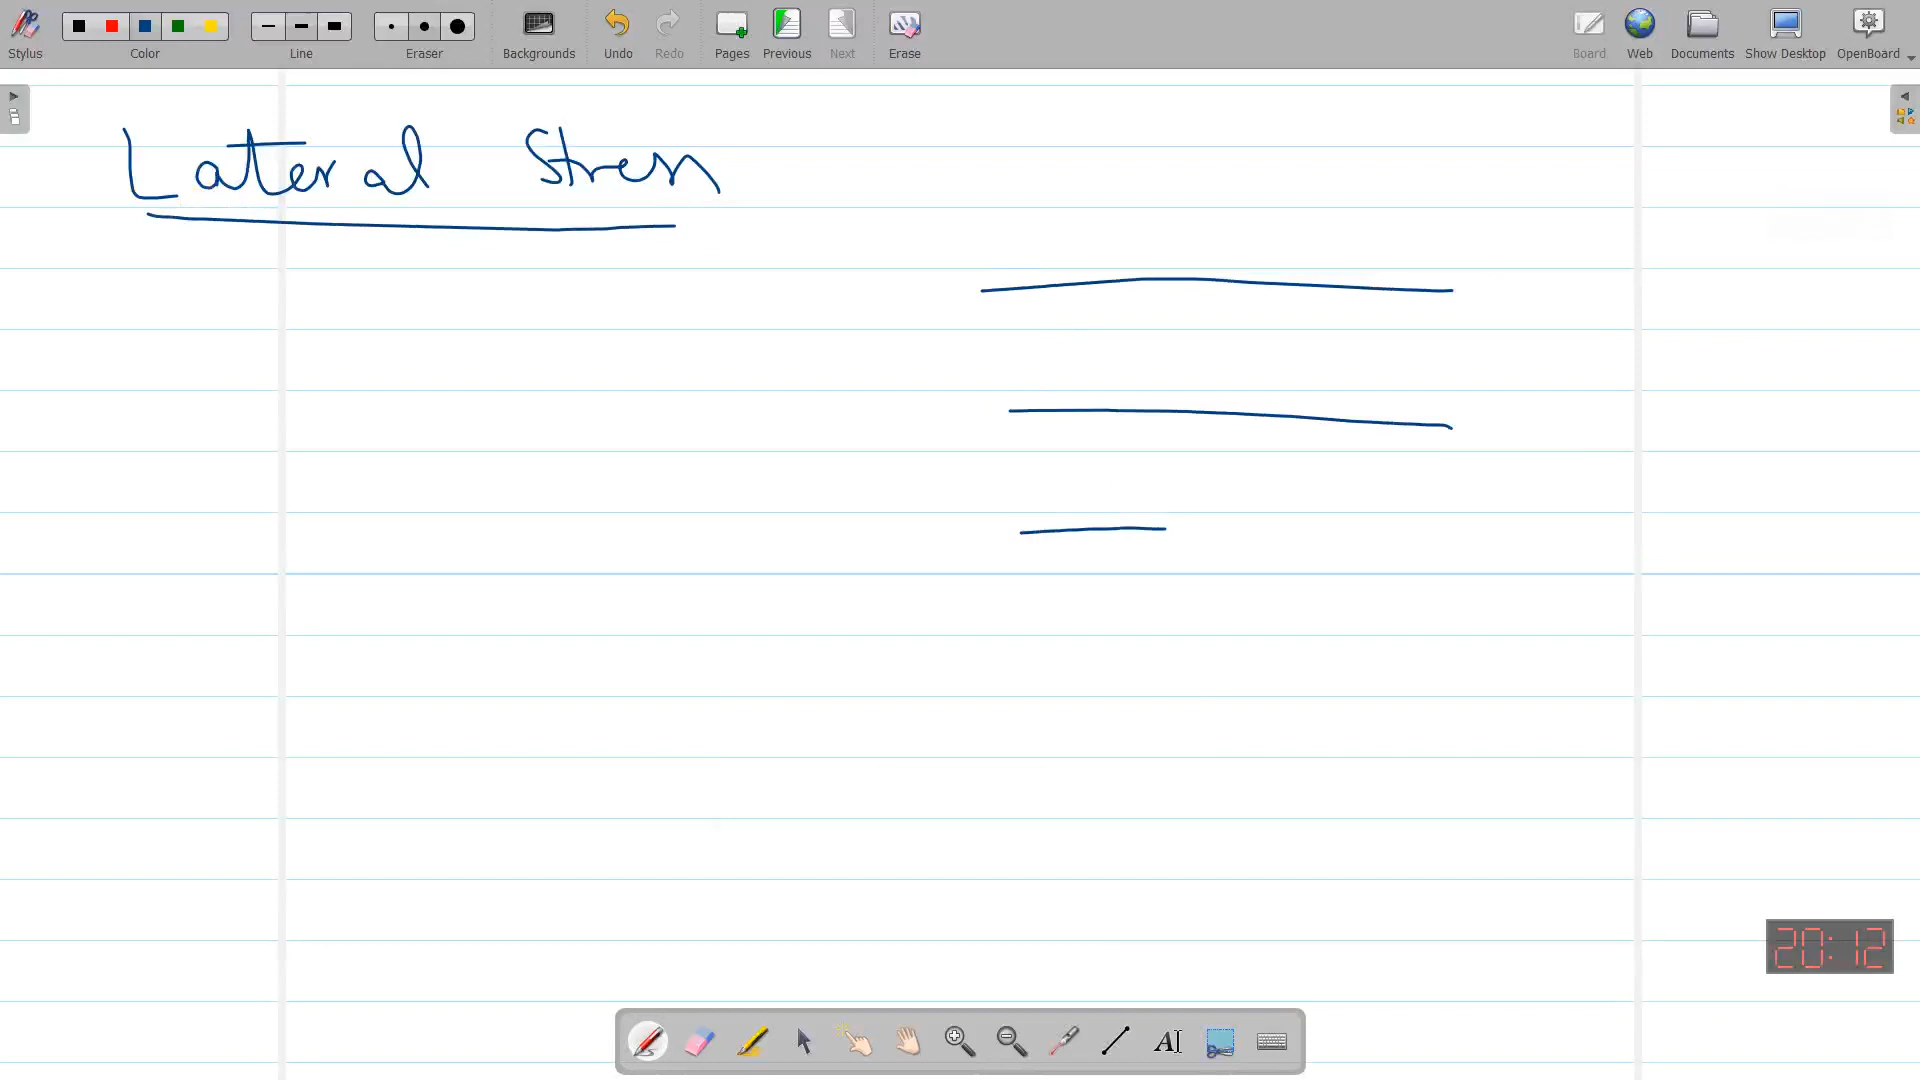 Stylus Color Line Eraser Backgrounds Undo Redo Pages Previous Next Erase Board Web Documents Show Desktop OpenBoard
Lateral Stress
20:12
AI